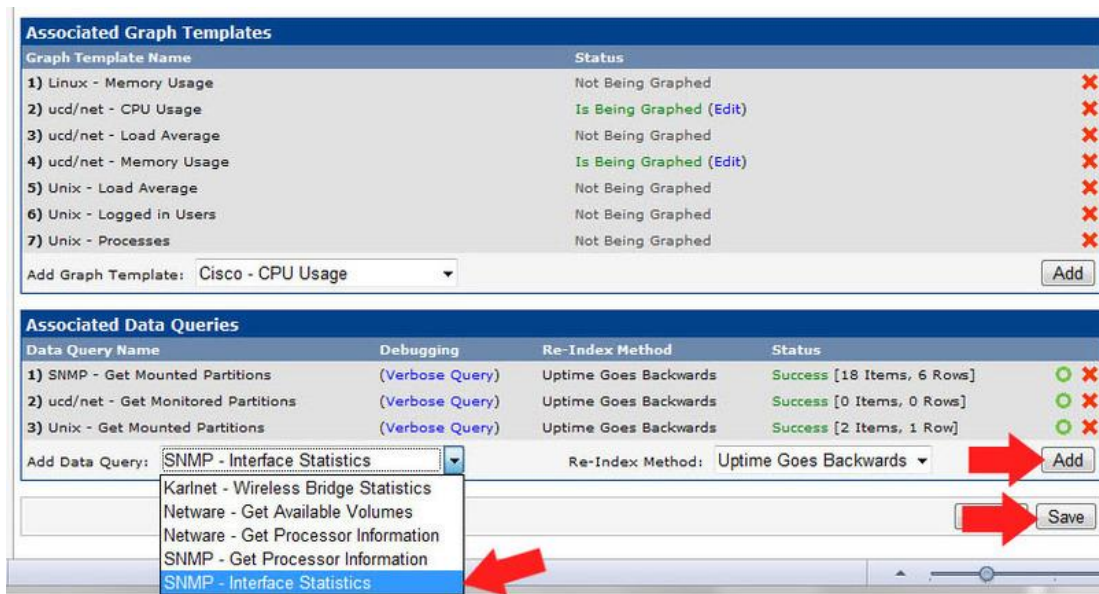 Associated Graph Templates
Graph Template Name Status
1) Linux - Memory Usage Not Being Graphed
2) ucd/net - CPU Usage Is Being Graphed (Edit)
3) ucd/net - Load Average Not Being Graphed
4) ucd/net - Memory Usage Is Being Graphed (Edit)
5) Unix - Load Average Not Being Graphed
6) Unix - Logged in Users Not Being Graphed
7) Unix - Processes Not Being Graphed
Add Graph Template: Cisco - CPU Usage Add
Associated Data Queries
Data Query Name Debugging Re-Index Method Status
1) SNMP - Get Mounted Partitions (Verbose Query) Uptime Goes Backwards Success [18 Items, 6 Rows]
2) ucd/net - Get Monitored Partitions (Verbose Query) Uptime Goes Backwards Success [0 Items, 0 Rows]
3) Unix - Get Mounted Partitions (Verbose Query) Uptime Goes Backwards Success [2 Items, 1 Row]
Add Data Query: SNMP - Interface Statistics Re-Index Method: Uptime Goes Backwards Add
Karlnet - Wireless Bridge Statistics
Netware - Get Available Volumes
Save
Netware - Get Processor Information
SNMP - Get Processor Information
SNMP - Interface Statistics